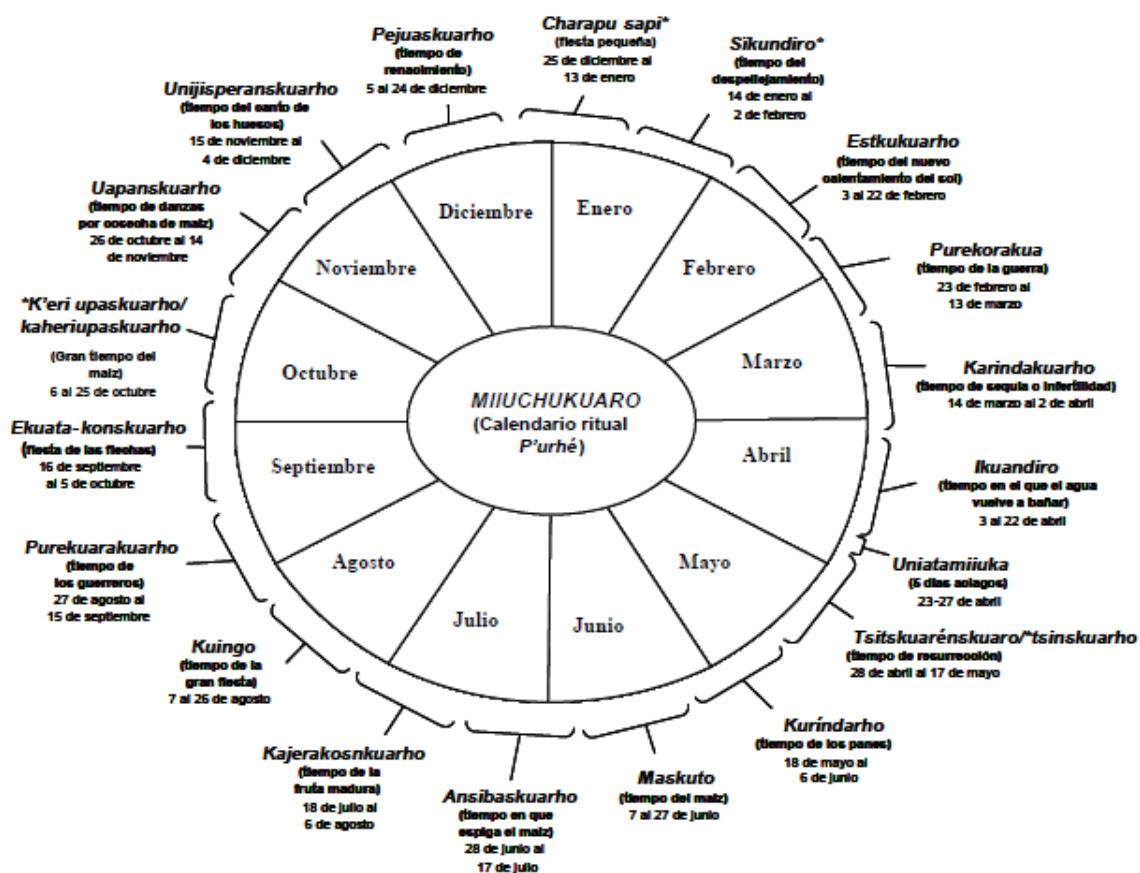 Charapu sapi*
(fiesta pequeña)
25 de diciembre al
13 de enero
Sïkundiro*
(tiempo del
despellejamiento)
14 de enero al
2 de febrero
Estkukuarho
(tiempo del nuevo
calentamiento del sol)
3 al 22 de febrero
Purekorakua
(tiempo de la guerra)
23 de febrero al
13 de marzo
Karindakuarho
(tiempo de sequia o infertilidad)
14 de marzo al 2 de abril
Ikuandiro
(tiempo en el que el agua
vuelve a bañar)
3 al 22 de abril
Uniatamiiuka
(5 dias aciagos)
23-27 de abril
Tsitskuarénskuaro/*tsinskuarho
(tiempo de resurrección)
28 de abril al 17 de mayo
Kuríndarho
(tiempo de los panes)
18 de mayo al
6 de junio
Maskuto
(tiempo del maiz)
7 al 27 de junio
Ansibaskuarho
(tiempo en que
espiga el maiz)
28 de junio al
17 de julio
Kajerakosnkuarho
(tiempo de la
fruta madura)
18 de julio al
6 de agosto
Kuingo
(tiempo de la
gran fiesta)
7 al 26 de agosto
Purekuarakuarho
(tiempo de
los guerreros)
27 de agosto al
15 de septiembre
Ekuata-konskuarho
(fiesta de las flechas)
16 de septiembre
al 5 de octubre
*K'eri upaskuarho/
kaheriupaskuarho
(Gran tiempo del
maiz)
6 al 25 de octubre
Uapanskuarho
(tiempo de danzas
por cosecha de maiz)
26 de octubre al 14
de noviembre
Unijisperanskuarho
(tiempo del canto de
los huesos)
15 de noviembre al
4 de diciembre
Pejuaskuarho
(tiempo de
renacimiento)
5 al 24 de diciembre
Enero
Febrero
Marzo
Abril
Mayo
Junio
Julio
Agosto
Septiembre
Octubre
Noviembre
Diciembre
MIIUCHUKUARO
(Calendario ritual
P'urhé)